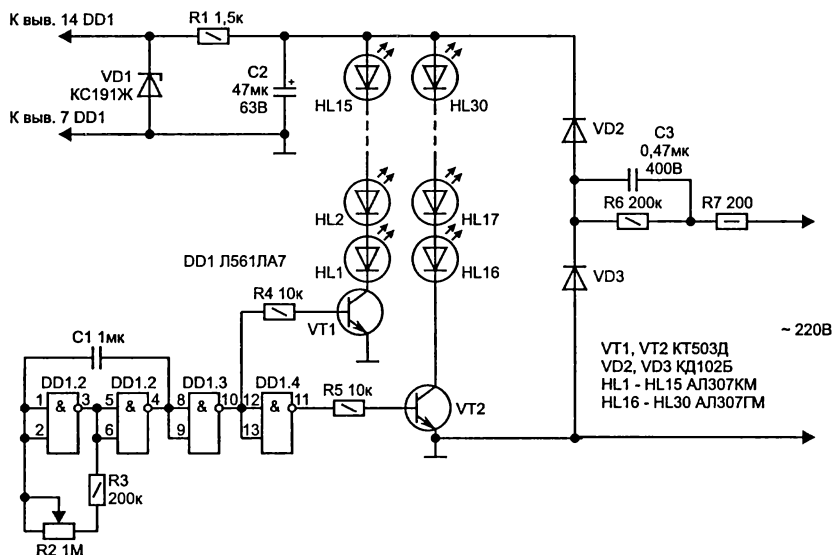 К выв. 14 DD1
R1 1,5к
VD1
КС191Ж
C2
47мк
63В
+
К выв. 7 DD1
HL15
HL30
VD2
C3
0,47мк
400В
R6 200к
R7 200
HL2
HL17
DD1 Л561ЛА7
HL1
HL16
VD3
R4 10к
VT1
~ 220В
C1 1мк
VT1, VT2 КТ503Д
VD2, VD3 КД102Б
HL1 - HL15 АЛ307КМ
HL16 - HL30 АЛ307ГМ
DD1.2
DD1.2
DD1.3
DD1.4
R5 10к
VT2
1 & 3 5 & 4 8 & 10 12 & 11
2 6 9 13
R3
200к
R2 1М